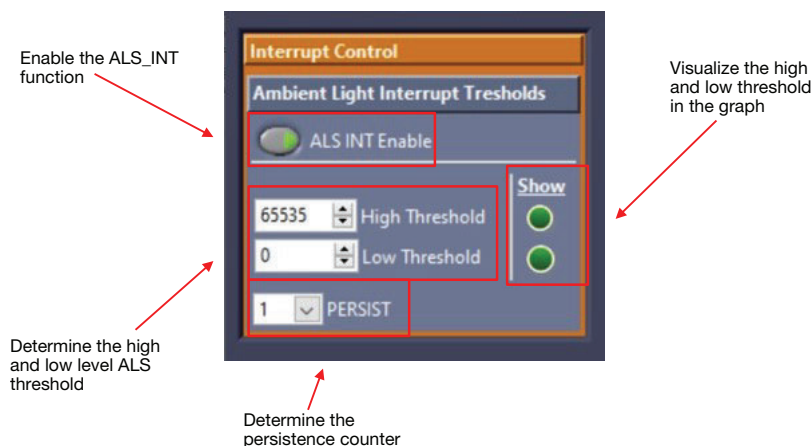 Enable the ALS_INT
function
Interrupt Control
Ambient Light Interrupt Tresholds
ALS INT Enable
Visualize the high
and low threshold
in the graph
Show
65535 High Threshold
0 Low Threshold
1 PERSIST
Determine the high
and low level ALS
threshold
Determine the
persistence counter